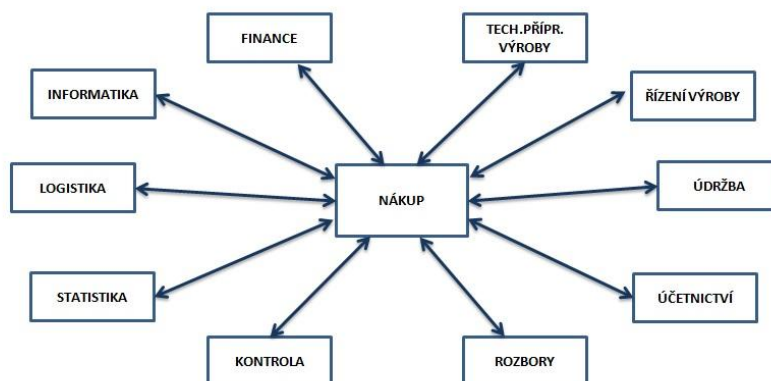 FINANCE
TECH.PŘÍPR.
VÝROBY
INFORMATIKA
ŘÍZENÍ VÝROBY
LOGISTIKA
NÁKUP
ÚDRŽBA
STATISTIKA
ÚČETNICTVÍ
KONTROLA
ROZBORY